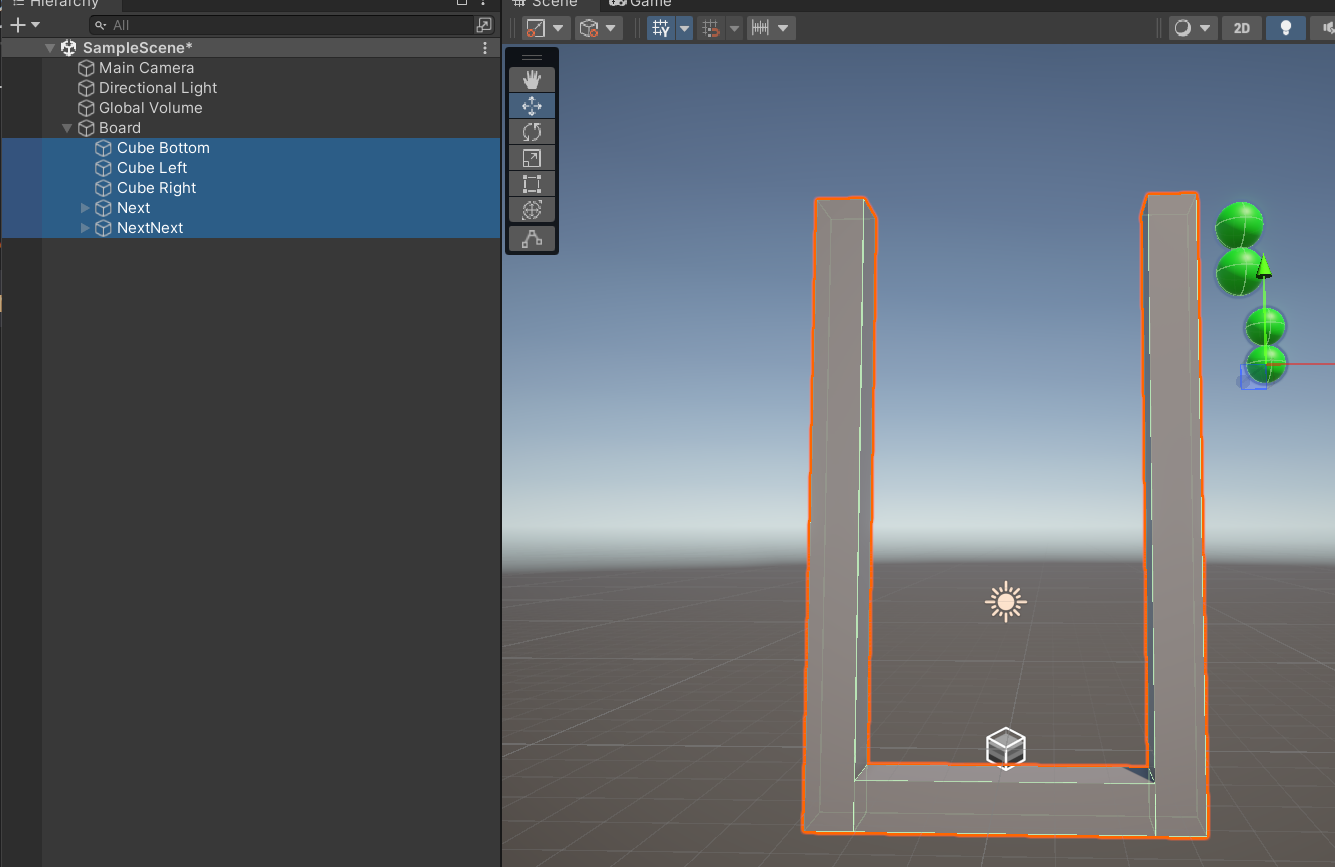 Hierarchy
All
SampleScene*
Main Camera
Directional Light
Global Volume
Board
Cube Bottom
Cube Left
Cube Right
Next
NextNext
Scene
Game
Y
2D